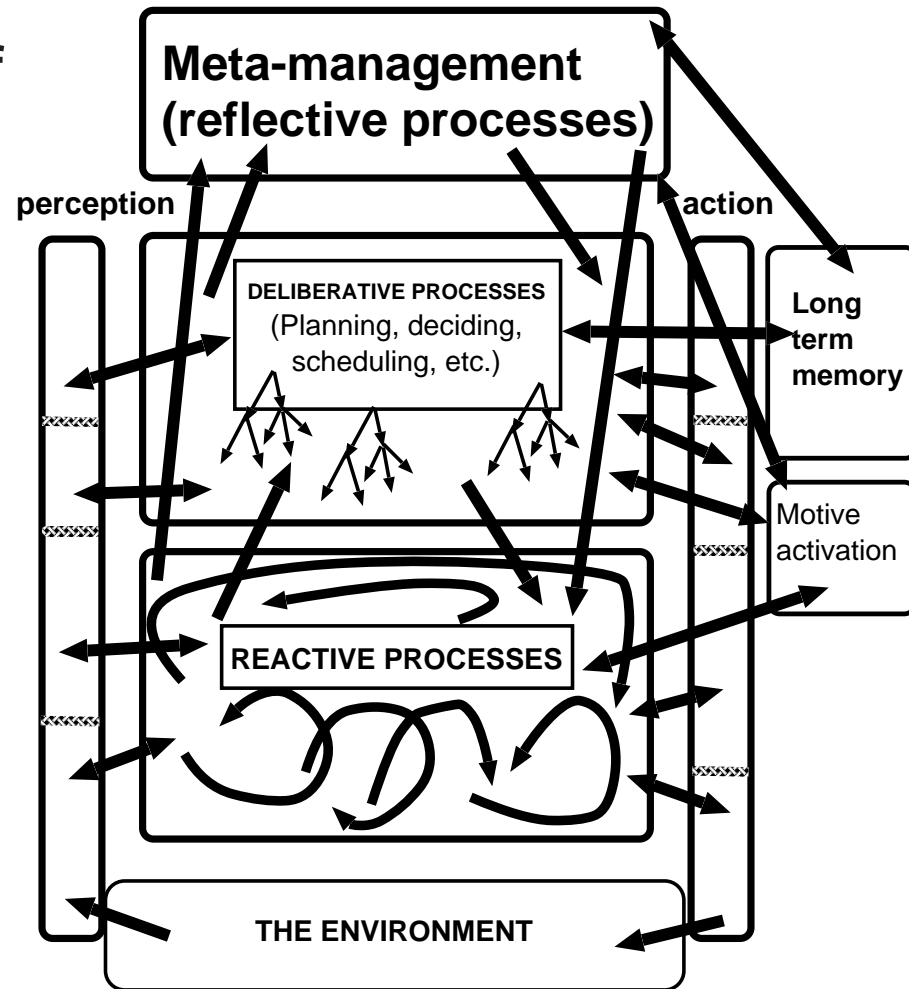 Meta-management
(reflective processes)
perception
action
DELIBERATIVE PROCESSES
(Planning, deciding,
scheduling, etc.)
Long
term
memory
Motive
activation
REACTIVE PROCESSES
THE ENVIRONMENT